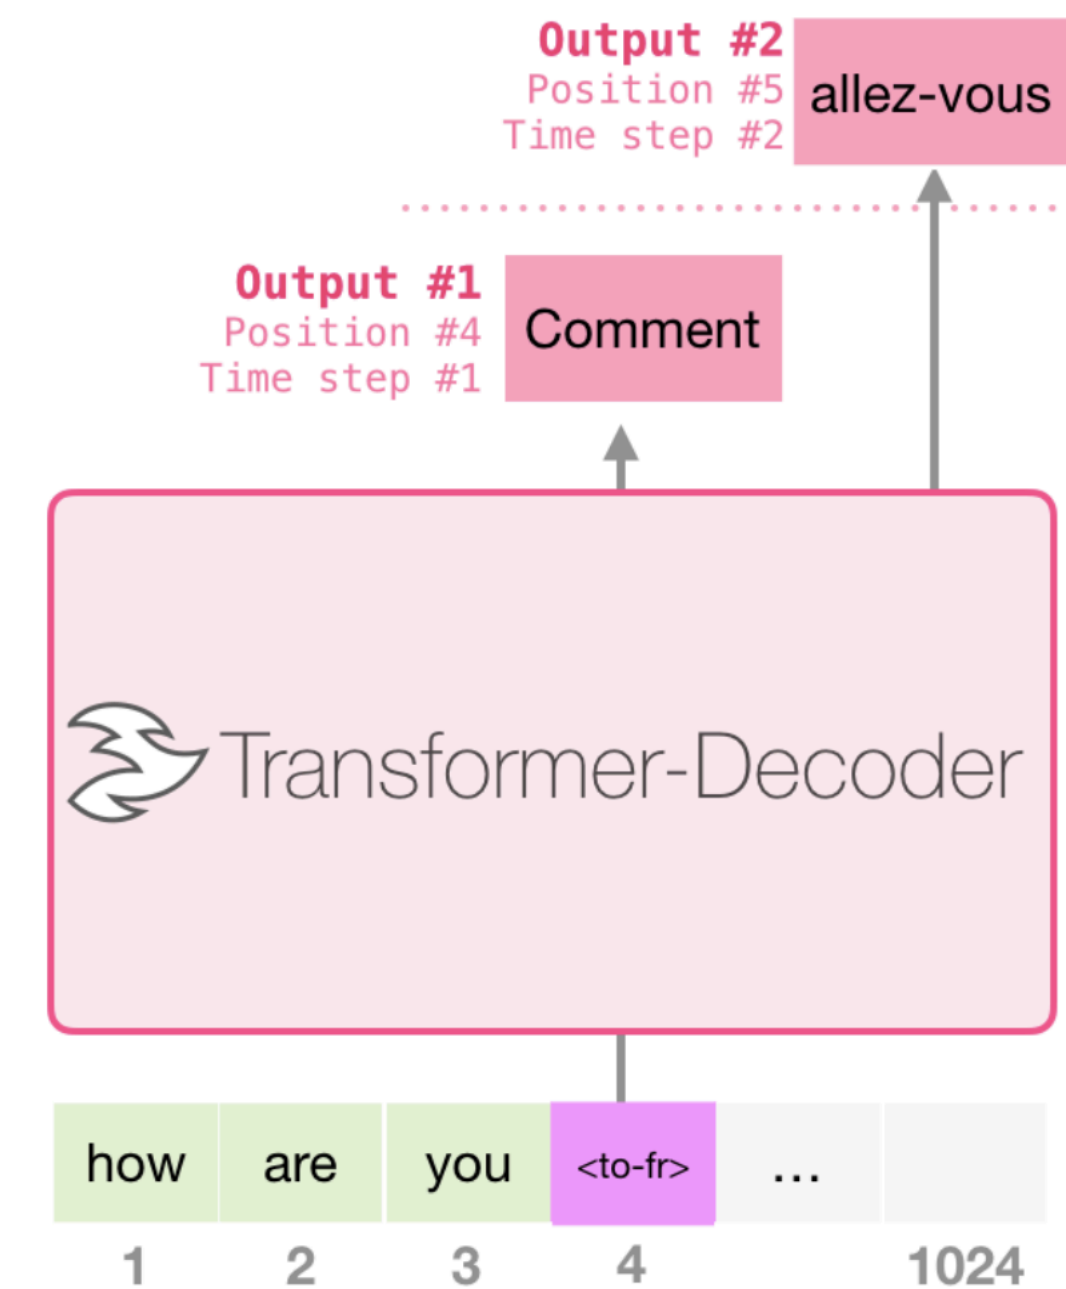 Output #2
Position #5
Time step #2
allez-vous
Output #1
Position #4
Time step #1
Comment
Transformer-Decoder
how are you <to-fr> ...
1 2 3 4 1024